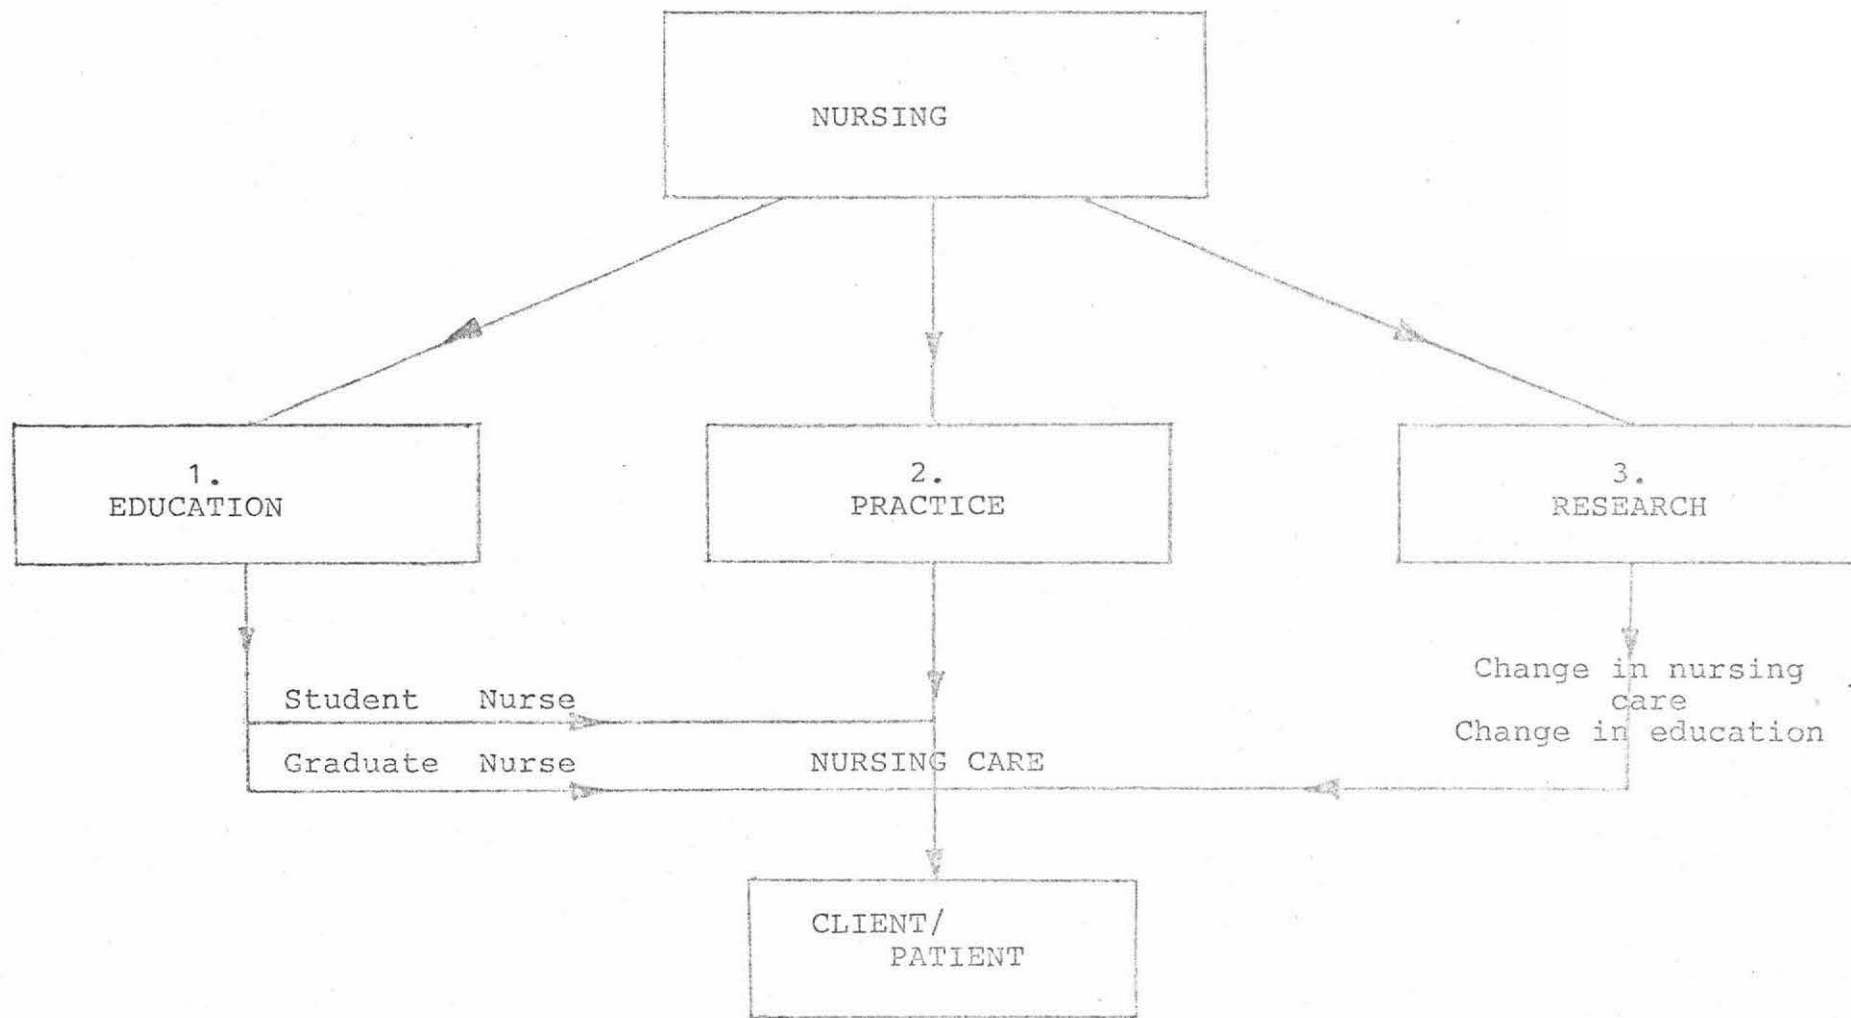 NURSING
1.
EDUCATION
2.
PRACTICE
3.
RESEARCH
Student Nurse
Graduate Nurse
NURSING CARE
Change in nursing
care
Change in education
CLIENT/
PATIENT